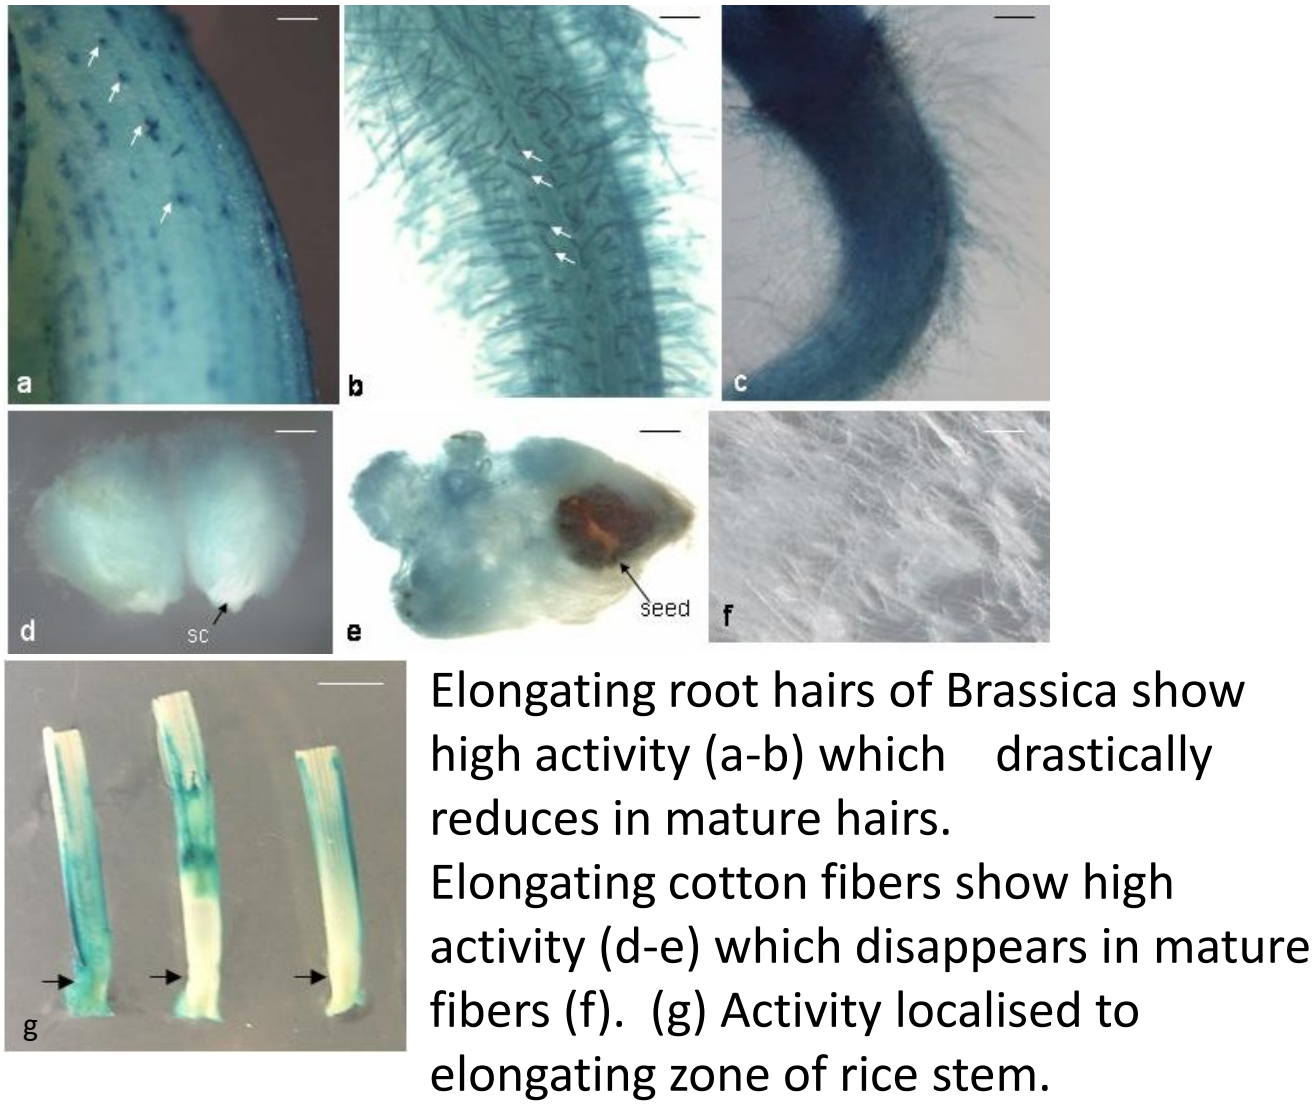 a
b
c
d
sc
e
seed
f
g
Elongating root hairs of Brassica show
high activity (a-b) which    drastically
reduces in mature hairs.
Elongating cotton fibers show high
activity (d-e) which disappears in mature
fibers (f).  (g) Activity localised to
elongating zone of rice stem.